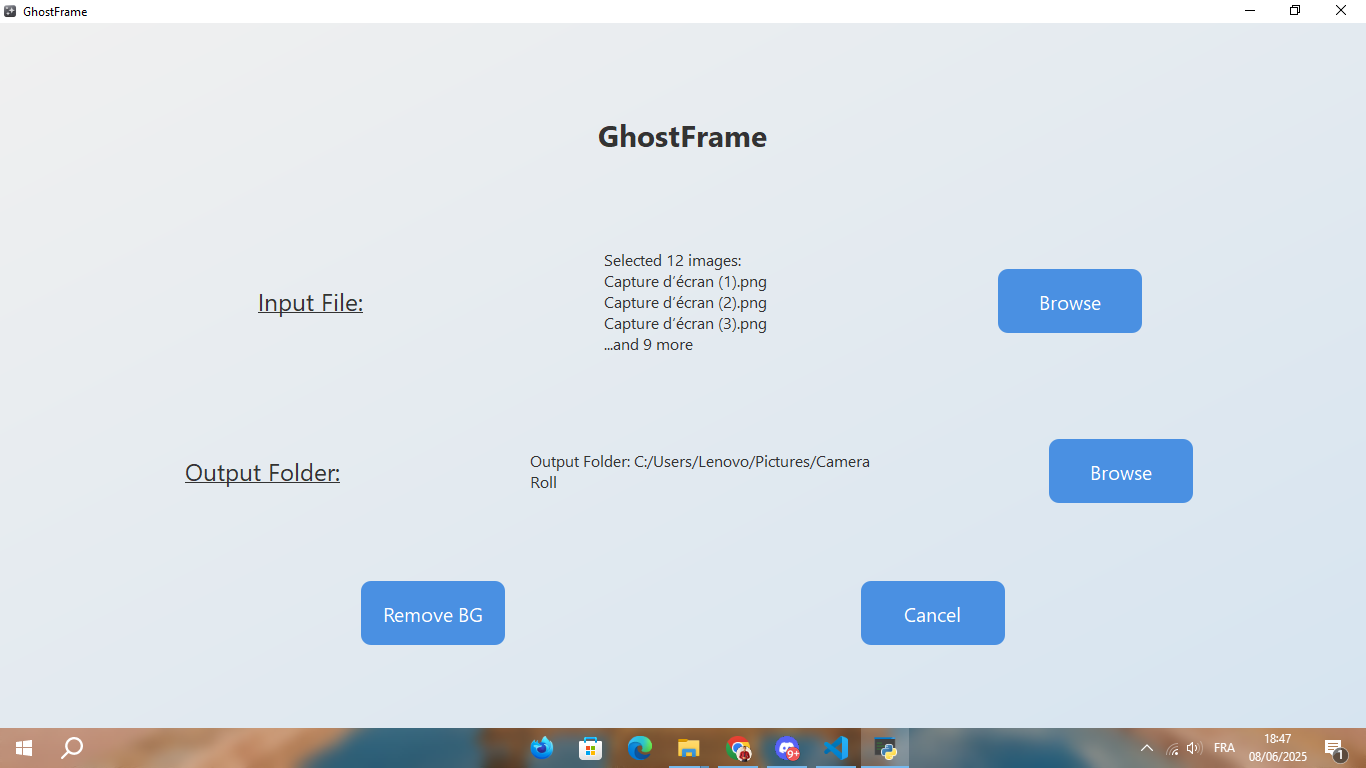 GhostFrame
GhostFrame
Selected 12 images:
Capture d'écran (1).png
Capture d'écran (2).png
Input File:
Browse
Capture d'écran (3).png
...and 9 more
Output Folder:
Output Folder: C:/Users/Lenovo/Pictures/Camera
Roll
Browse
Remove BG
Cancel
9+
FRA
18:47
08/06/2025
1